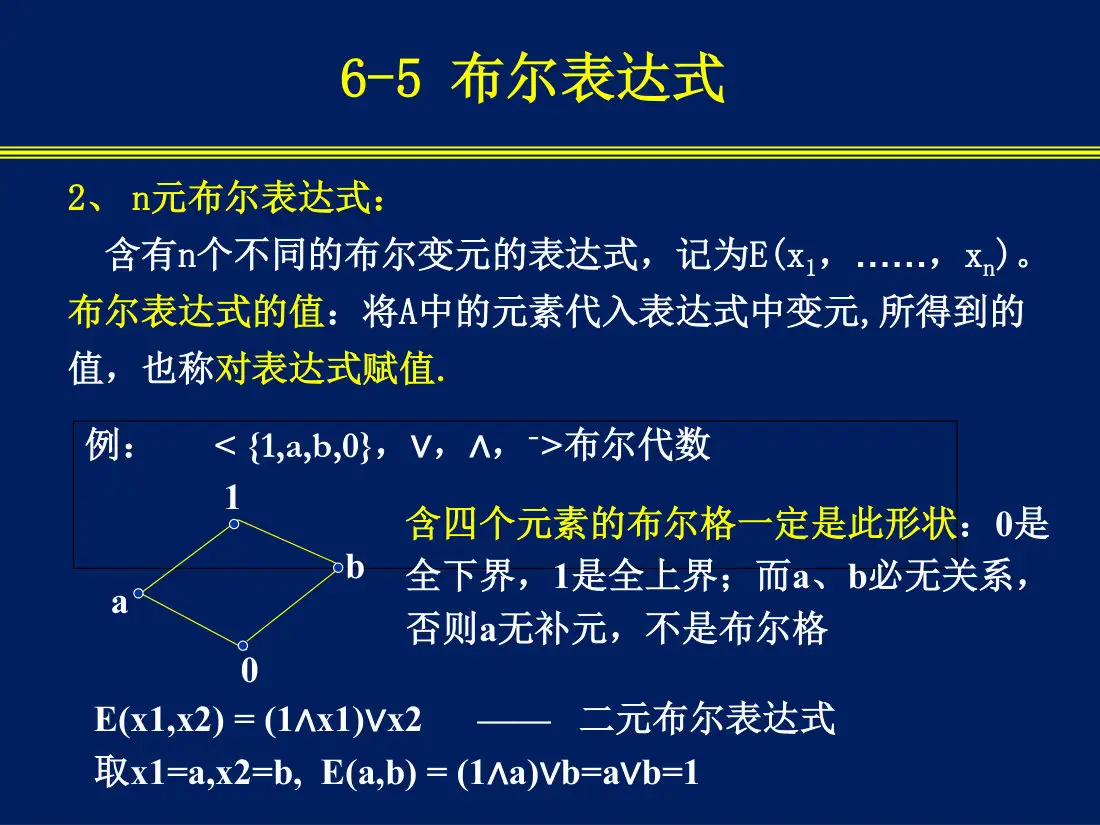 6-5 布尔表达式
2、 n元布尔表达式：
含有n个不同的布尔变元的表达式，记为E(x1，……，xn)。
布尔表达式的值：将A中的元素代入表达式中变元,所得到的
值，也称对表达式赋值.
例： < {1,a,b,0}，∨，∧，⁻>布尔代数
1
含四个元素的布尔格一定是此形状：0是
b
全下界，1是全上界；而a、b必无关系，
a
否则a无补元，不是布尔格
0
E(x1,x2) = (1∧x1)∨x2 —— 二元布尔表达式
取x1=a,x2=b, E(a,b) = (1∧a)∨b=a∨b=1